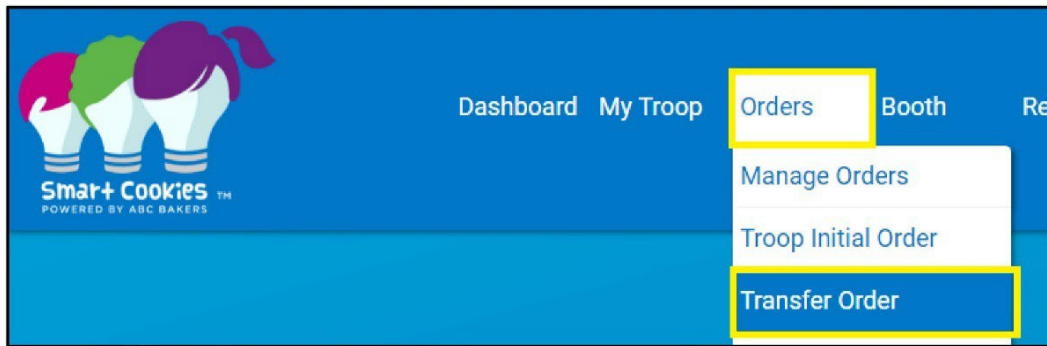 Dashboard My Troop Orders Booth Re
Smart Cookies TM
POWERED BY ABC BAKERS
Manage Orders
Troop Initial Order
Transfer Order